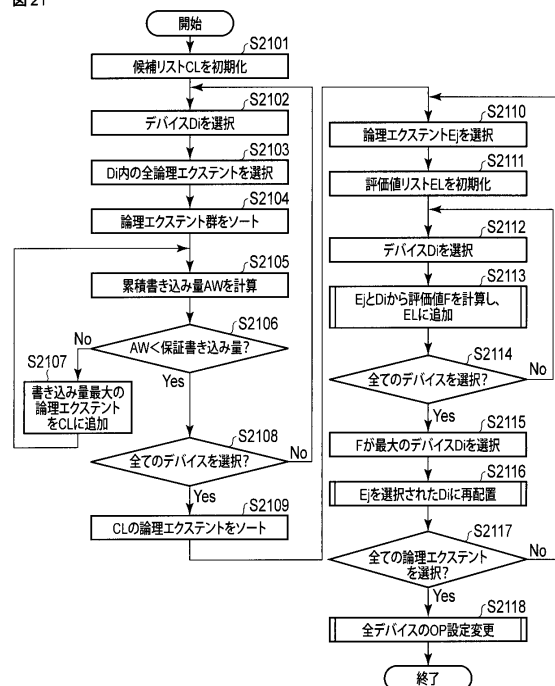 図21
開始
S2101
候補リストCLを初期化
S2102
デバイスDiを選択
S2103
Di内の全論理エクステントを選択
S2104
論理エクステント群をソート
S2105
累積書き込み量AWを計算
S2106
AW<保証書き込み量?
No
Yes
S2107
書き込み量最大の
論理エクステント
をCLに追加
S2108
全てのデバイスを選択?
No
Yes
S2109
CLの論理エクステントをソート
S2110
論理エクステントEjを選択
S2111
評価値リストELを初期化
S2112
デバイスDiを選択
S2113
EjとDiから評価値Fを計算し、
ELに追加
S2114
全てのデバイスを選択?
No
Yes
S2115
Fが最大のデバイスDiを選択
S2116
Ejを選択されたDiに再配置
S2117
全ての論理エクステント
を選択?
No
Yes
S2118
全デバイスのOP設定変更
終了